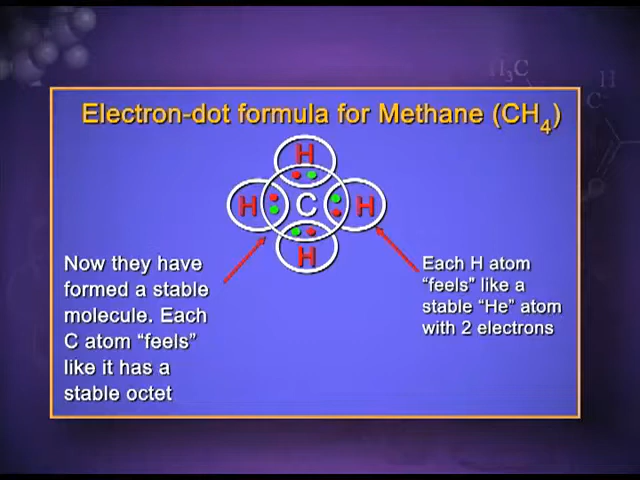 H₃C
H
C
Electron-dot formula for Methane (CH₄)
H
H C H
H
Now they have
formed a stable
molecule. Each
C atom “feels”
like it has a
stable octet
Each H atom
“feels” like a
stable “He” atom
with 2 electrons